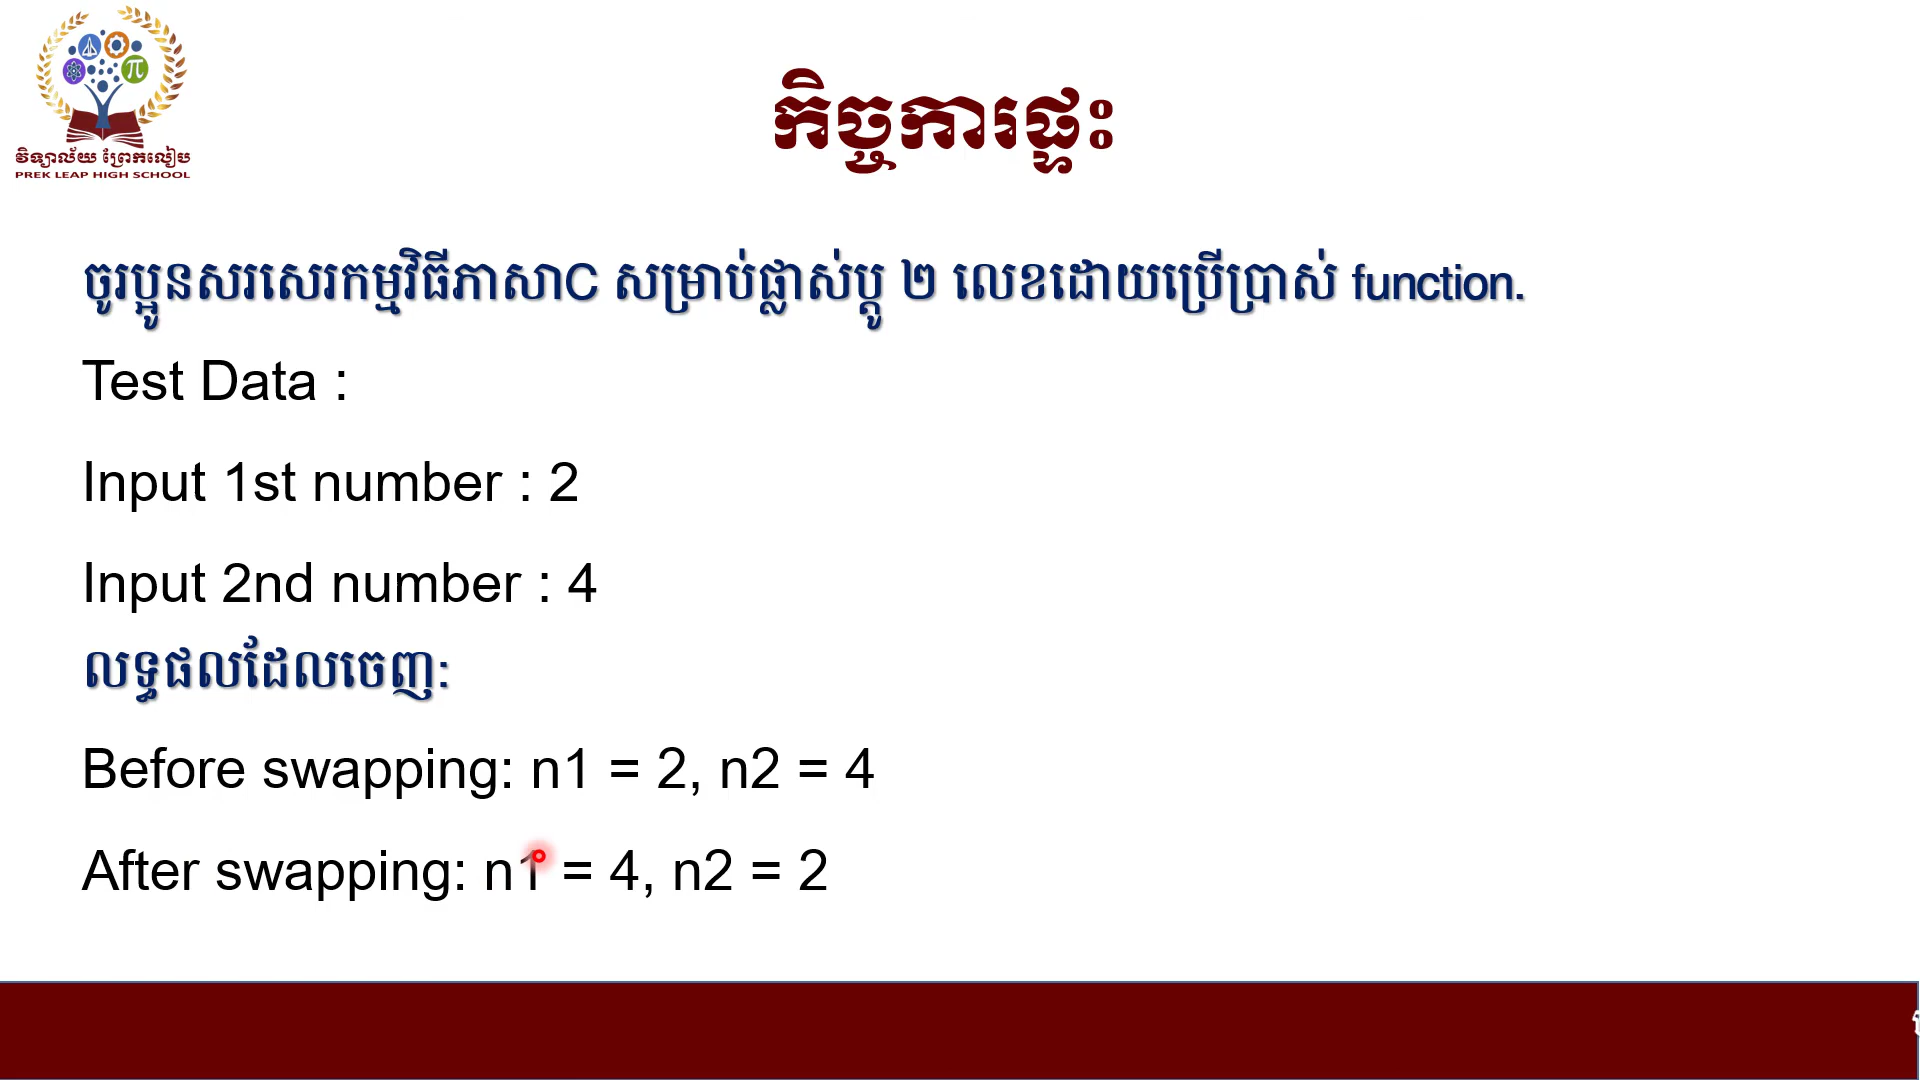 វិទ្យាល័យ ព្រែកលៀប
PREK LEAP HIGH SCHOOL
កិច្ចការផ្ទះ
ចូរប្អូនសរសេរកម្មវិធីភាសាC សម្រាប់ផ្លាស់ប្តូ ២ លេខដោយប្រើប្រាស់ function.
Test Data :
Input 1st number : 2
Input 2nd number : 4
លទ្ធផលដែលចេញ:
Before swapping: n1 = 2, n2 = 4
After swapping: n1 = 4, n2 = 2